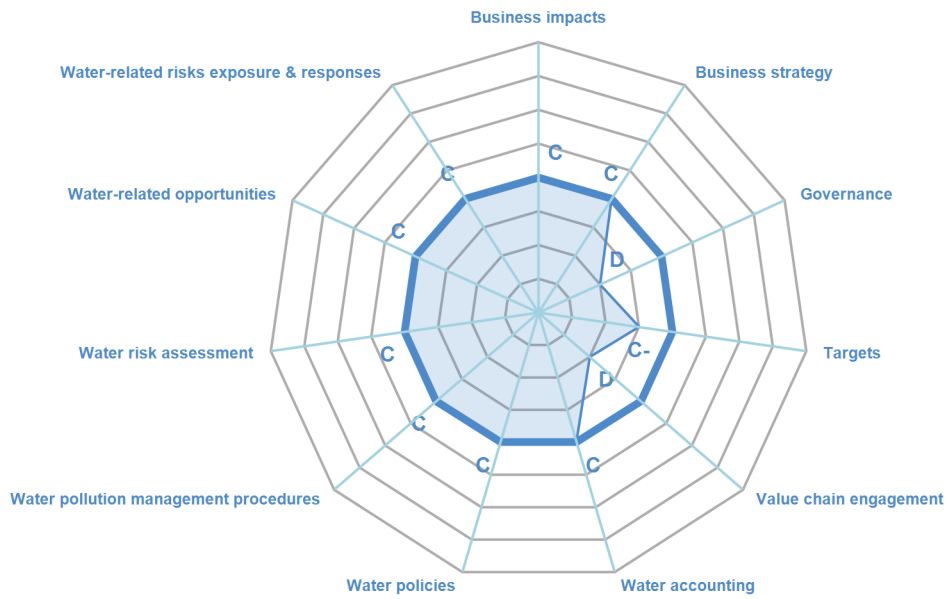 Business impacts
Water-related risks exposure & responses
Business strategy
C
C
C
Water-related opportunities
Governance
C
D
Water risk assessment
C
C-
Targets
D
C
Water pollution management procedures
C
C
Value chain engagement
Water policies
Water accounting